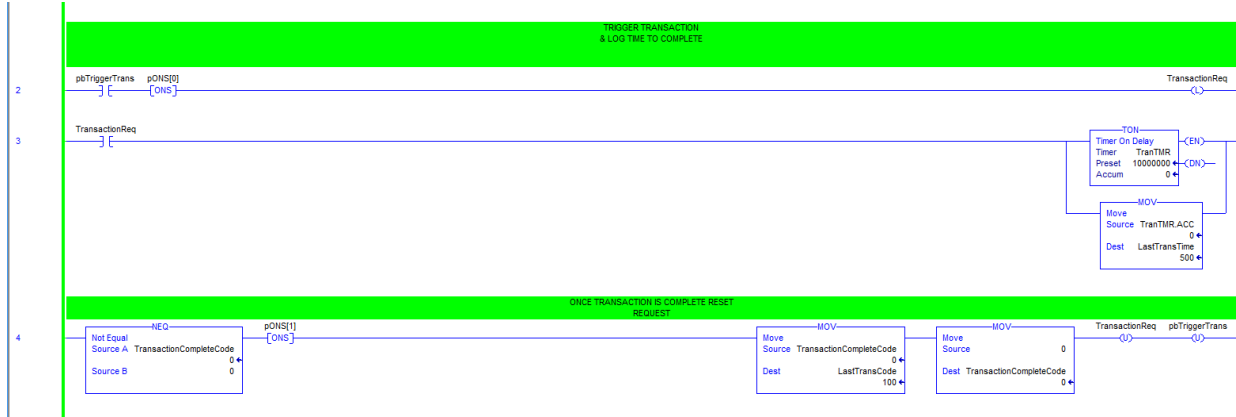 TRIGGER TRANSACTION
& LOG TIME TO COMPLETE
pbTriggerTrans pONS[0] TransactionReq
2 ONS L
TransactionReq
3
TON
Timer On Delay EN
Timer TranTMR
Preset 10000000 DN
Accum 0
MOV
Move
Source TranTMR.ACC
0
Dest LastTransTime
500
ONCE TRANSACTION IS COMPLETE RESET
REQUEST
4
NEQ
Not Equal
Source A TransactionCompleteCode
0
Source B 0
pONS[1]
ONS
MOV
Move
Source TransactionCompleteCode
0
Dest LastTransCode
100
MOV
Move
Source 0
Dest TransactionCompleteCode
0
TransactionReq pbTriggerTrans
U U